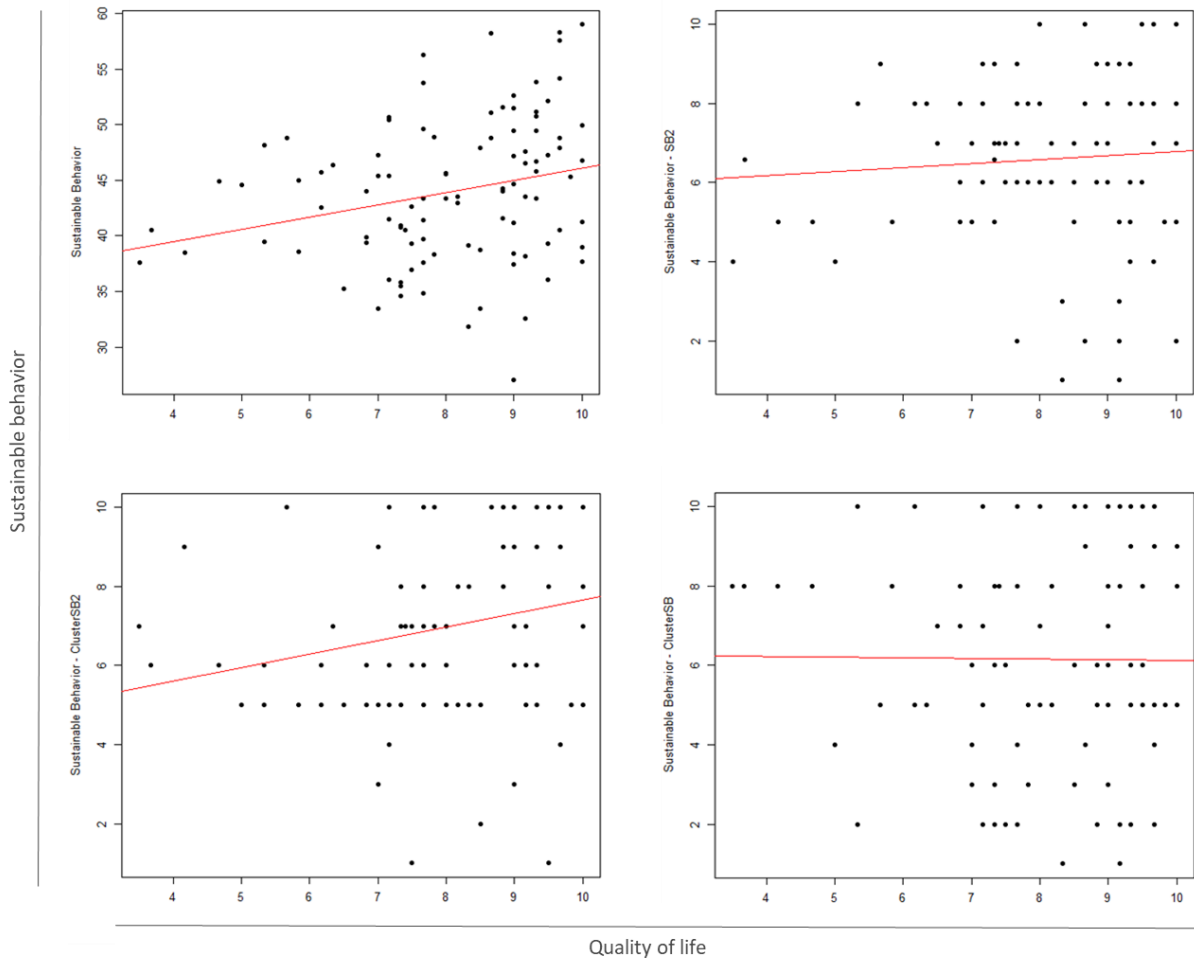 Sustainable behavior
Sustainable Behavior
60
55
50
45
40
35
30
4 5 6 7 8 9 10
Sustainable Behavior - SB2
10
8
6
4
2
4 5 6 7 8 9 10
Sustainable Behavior - ClusterSB2
10
8
6
4
2
4 5 6 7 8 9 10
Sustainable Behavior - ClusterSB
10
8
6
4
2
4 5 6 7 8 9 10
Quality of life